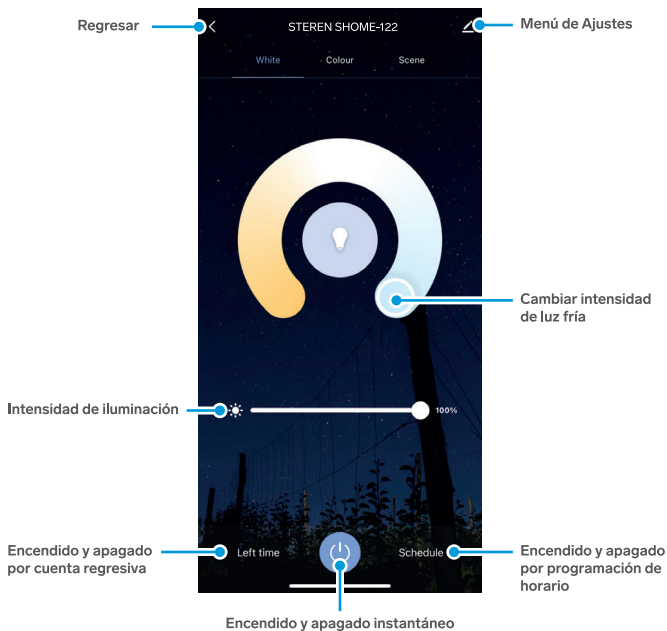 Regresar
STEREN SHOME-122
Menú de Ajustes
White
Colour
Scene
Cambiar intensidad
de luz fría
Intensidad de iluminación
100%
Encendido y apagado
por cuenta regresiva
Left time
Schedule
Encendido y apagado
por programación de
horario
Encendido y apagado instantáneo